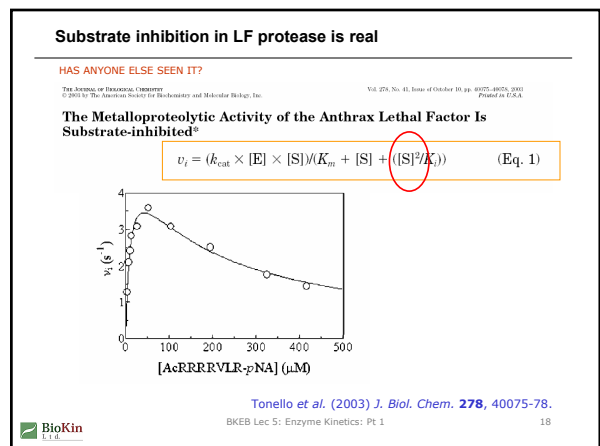 Substrate inhibition in LF protease is real
HAS ANYONE ELSE SEEN IT?
THE JOURNAL OF BIOLOGICAL CHEMISTRY Vol. 278, No. 41, Issue of October 10, pp. 40075–40078, 2003
© 2003 by The American Society for Biochemistry and Molecular Biology, Inc. Printed in U.S.A.
The Metalloproteolytic Activity of the Anthrax Lethal Factor Is
Substrate-inhibited*
vᵢ = (k_cat × [E] × [S])/(Kₘ + [S] + ([S]²/Kᵢ)) (Eq. 1)
4
3
2
1
0
vᵢ (s⁻¹)
0 100 200 300 400 500
[AcRRRRVLR-pNA] (μM)
Tonello et al. (2003) J. Biol. Chem. 278, 40075-78.
BioKin
Ltd.
BKEB Lec 5: Enzyme Kinetics: Pt 1 18